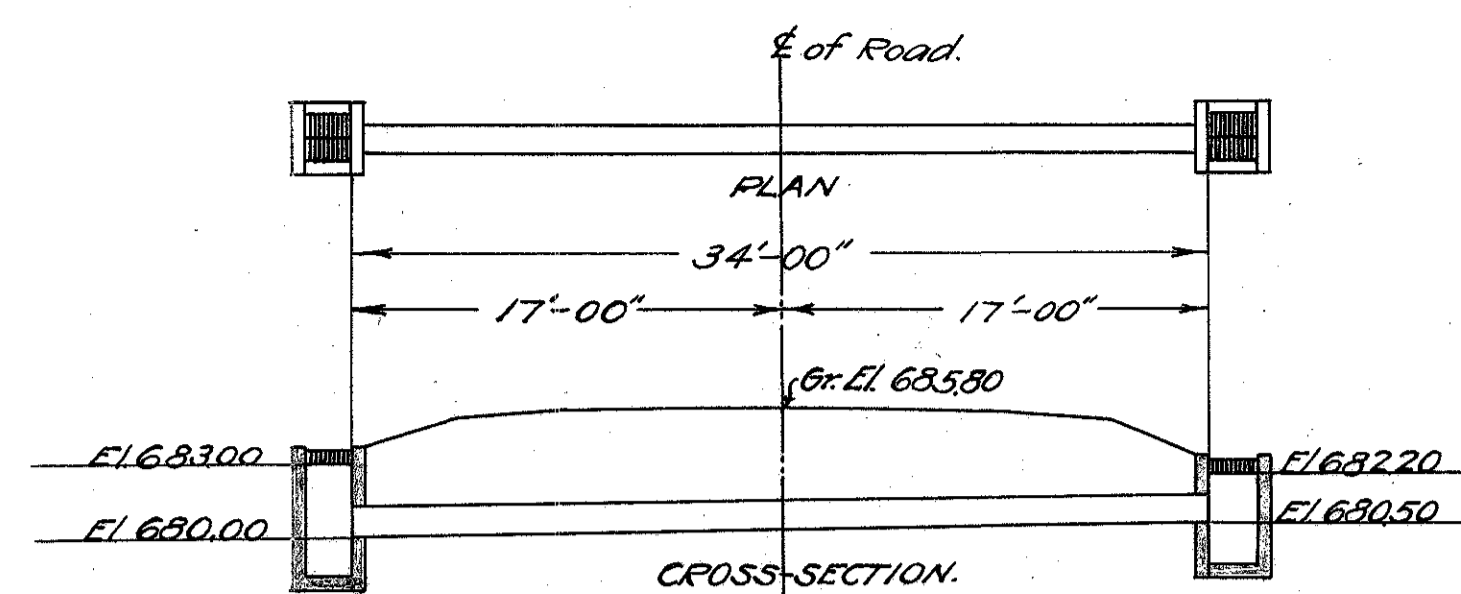 ℄ of Road.
PLAN
34'-00"
17'-00" 17'-00"
Gr. El. 685.80
El. 683.00 El. 682.20
El. 680.00 El. 680.50
CROSS-SECTION.